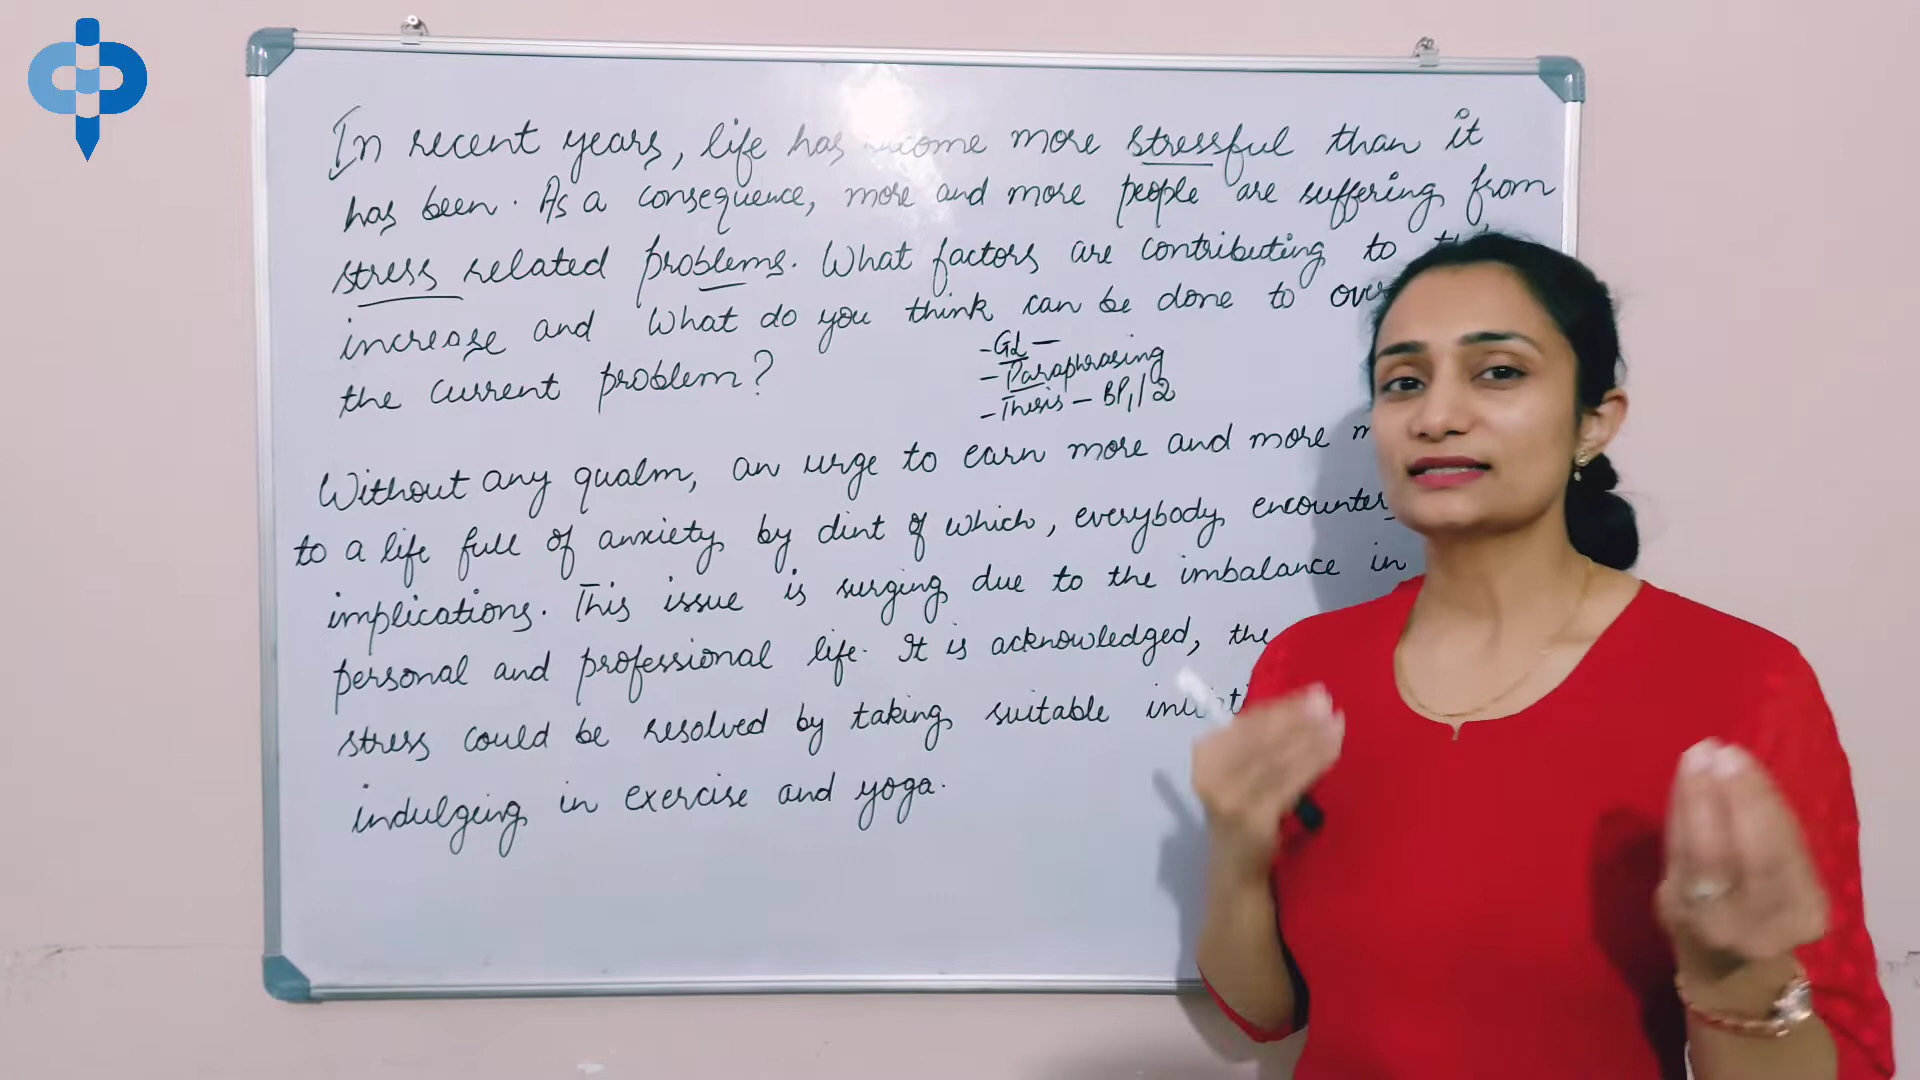 In recent years, life has become more stressful than it
has been. As a consequence, more and more people are suffering from
stress related problems. What factors are contributing to
increase and What do you think can be done to
the current problem?
- GL -
- Paraphrasing
- Thesis - BP1/2
Without any qualm, an urge to earn more and more
to a life full of anxiety by dint of which, everybody encounters
implications. This issue is surging due to the imbalance in
personal and professional life. It is acknowledged, the
stress could be resolved by taking suitable
indulging in exercise and yoga.